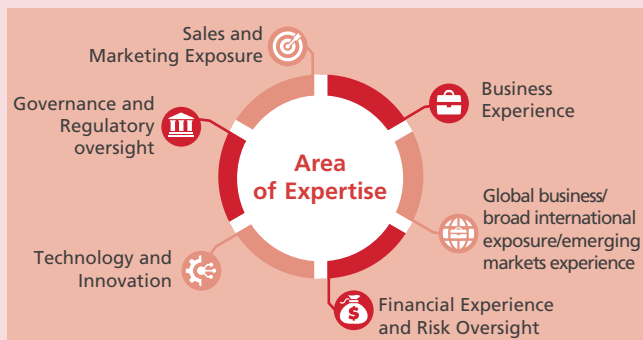 Sales and
Marketing Exposure
Business
Experience
Governance and
Regulatory
oversight
Area
of Expertise
Global business/
broad international
exposure/emerging
markets experience
Technology and
Innovation
$
Financial Experience
and Risk Oversight